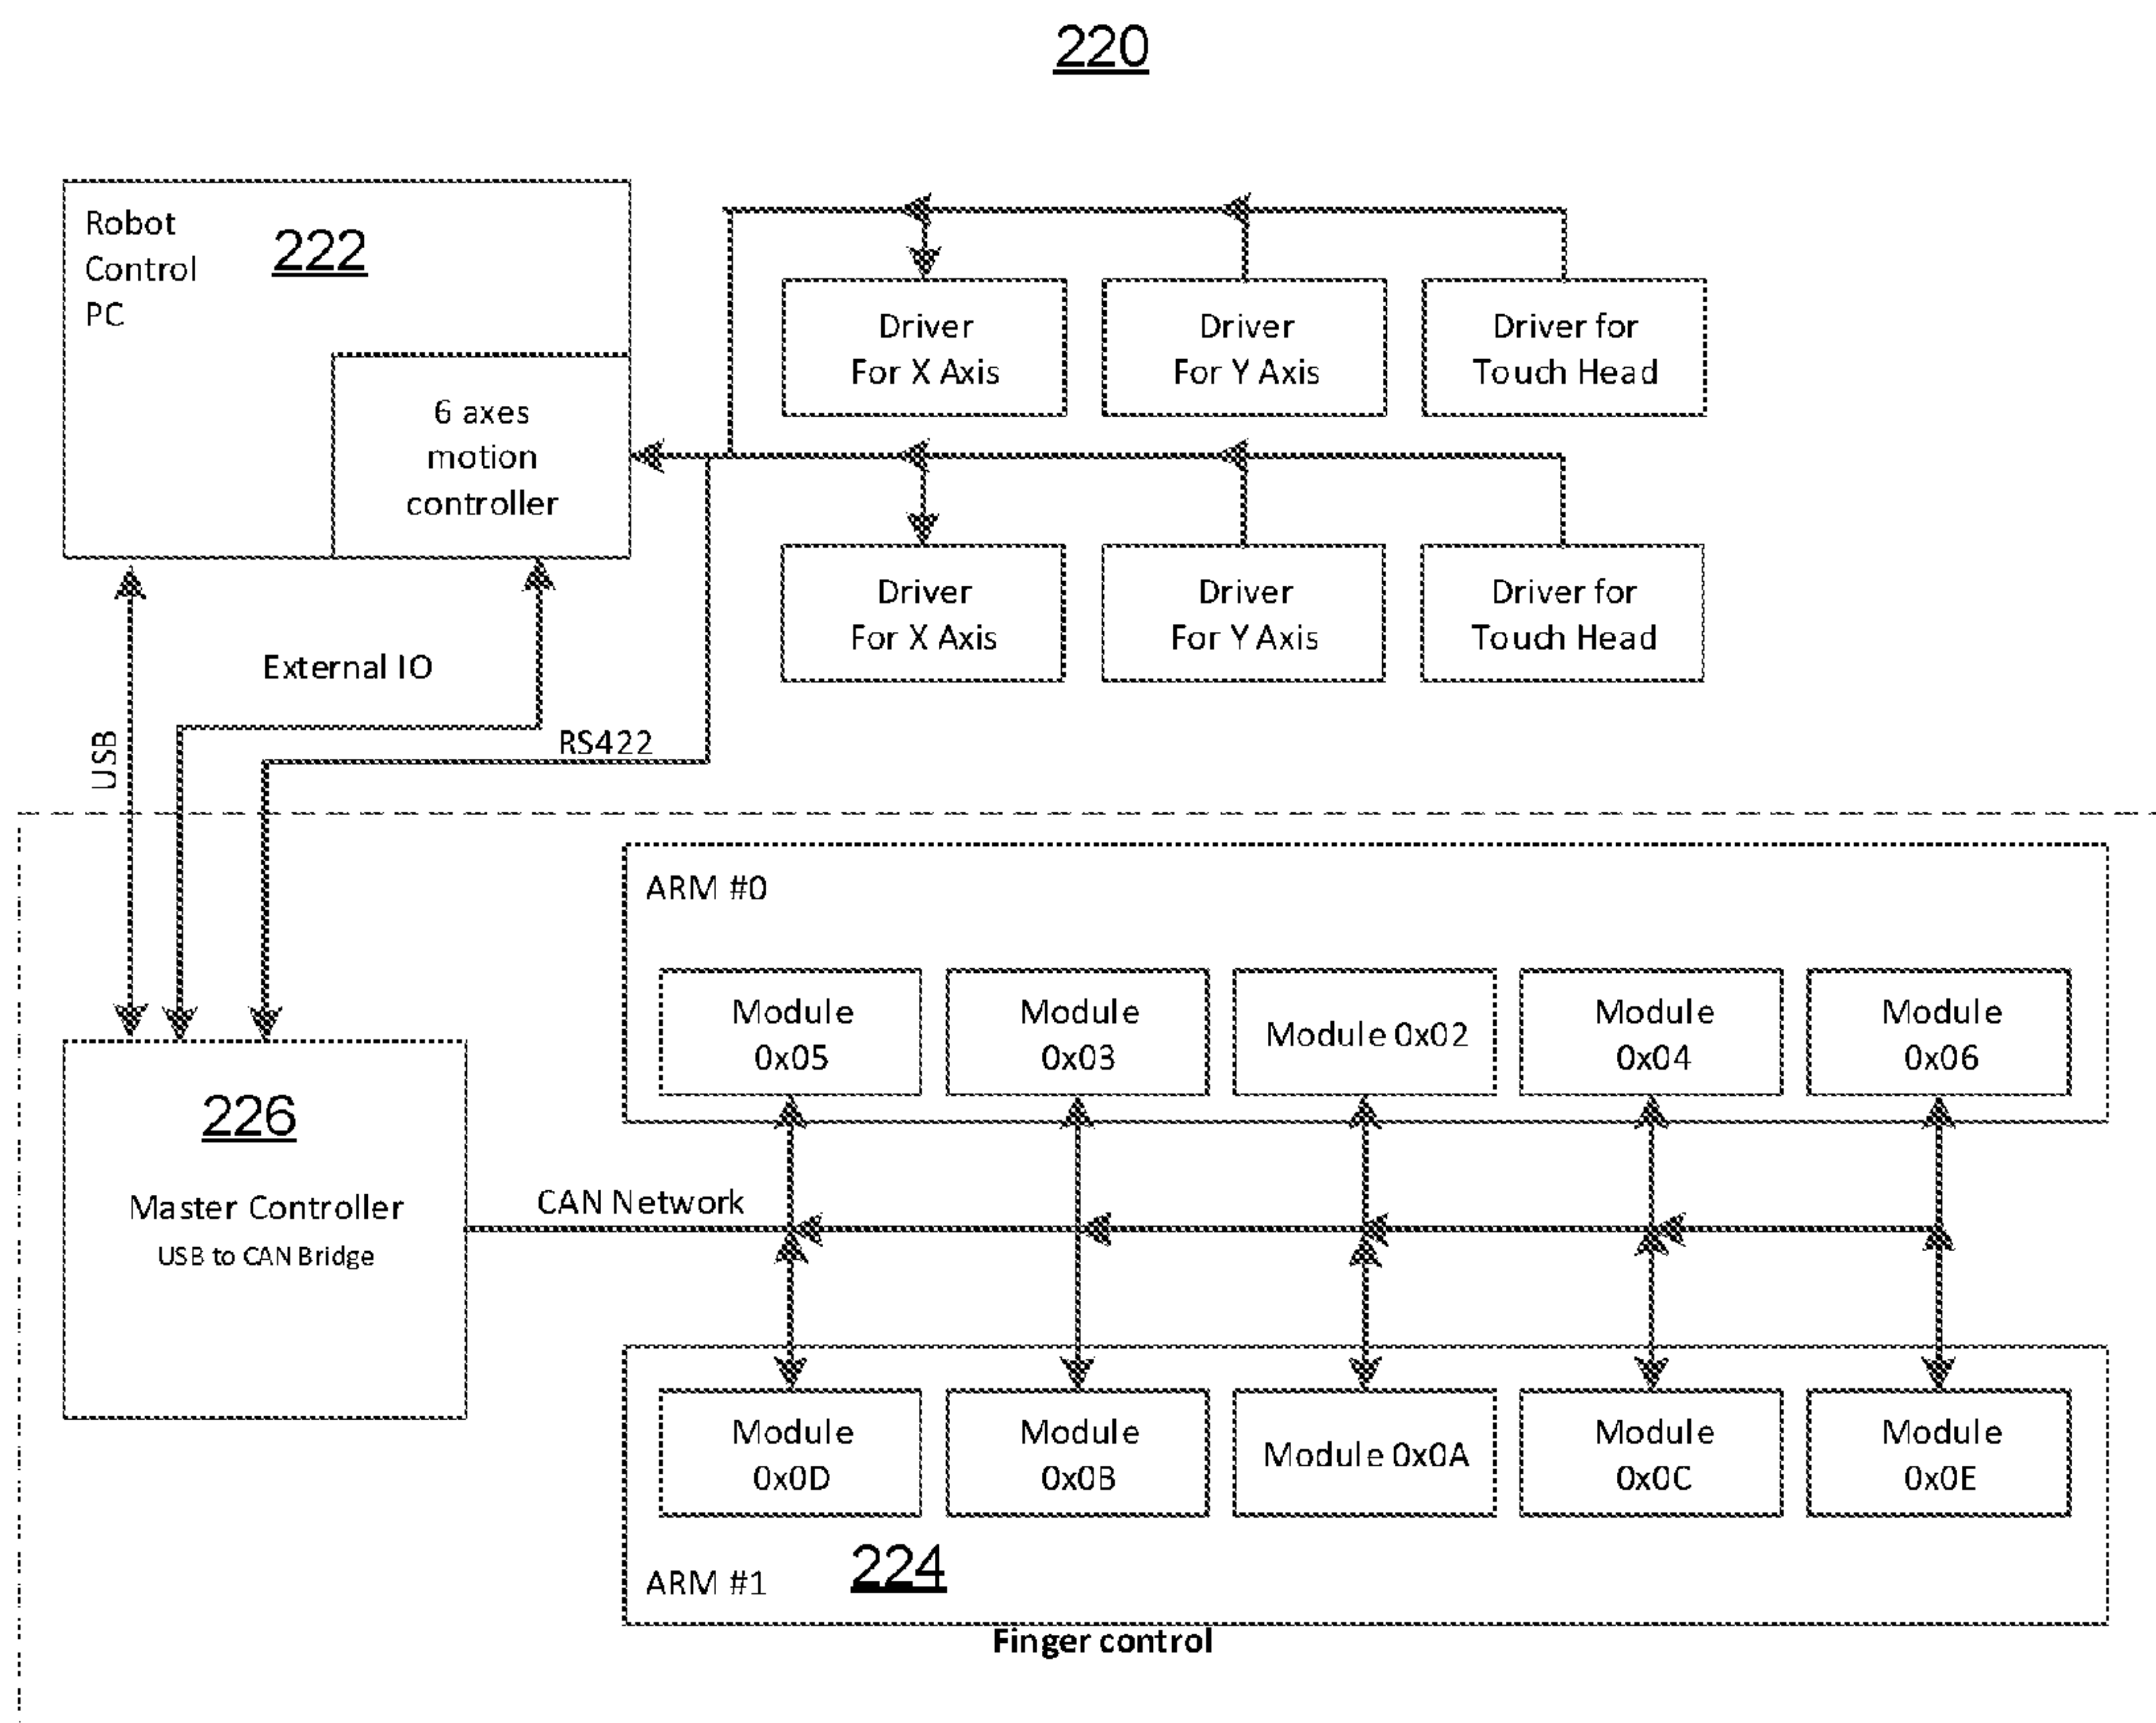 220
Robot
Control
PC
222
6 axes
motion
controller
Driver
For X Axis
Driver
For Y Axis
Driver for
Touch Head
Driver
For X Axis
Driver
For Y Axis
Driver for
Touch Head
External IO
USB
RS422
ARM #0
Module
0x05
Module
0x03
Module 0x02
Module
0x04
Module
0x06
226
Master Controller
USB to CAN Bridge
CAN Network
Module
0x0D
Module
0x0B
Module 0x0A
Module
0x0C
Module
0x0E
ARM #1
224
Finger control